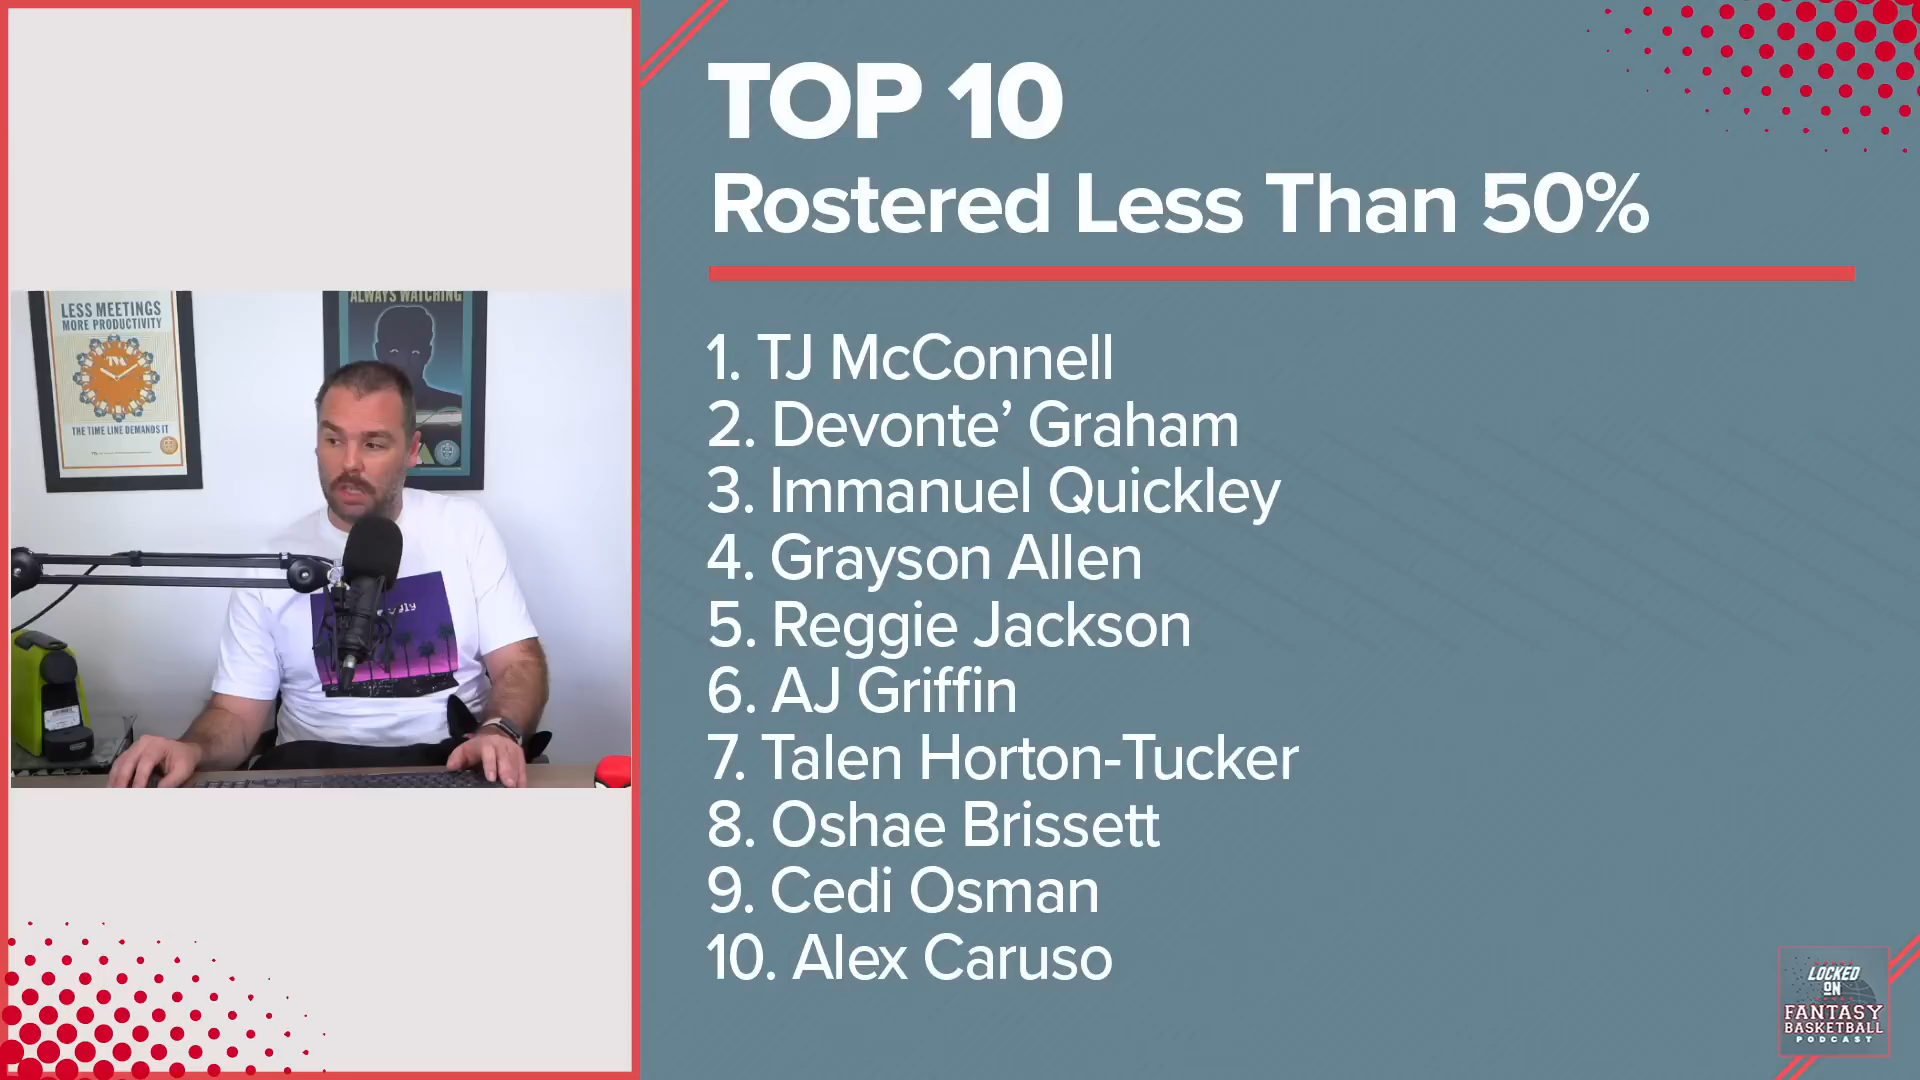 TOP 10
Rostered Less Than 50%
1. TJ McConnell
2. Devonte’ Graham
3. Immanuel Quickley
4. Grayson Allen
5. Reggie Jackson
6. AJ Griffin
7. Talen Horton-Tucker
8. Oshae Brissett
9. Cedi Osman
10. Alex Caruso
LESS MEETINGS
MORE PRODUCTIVITY
THE TIME LINE DEMANDS IT
ALWAYS WATCHING
LOCKED
ON
FANTASY
BASKETBALL
PODCAST